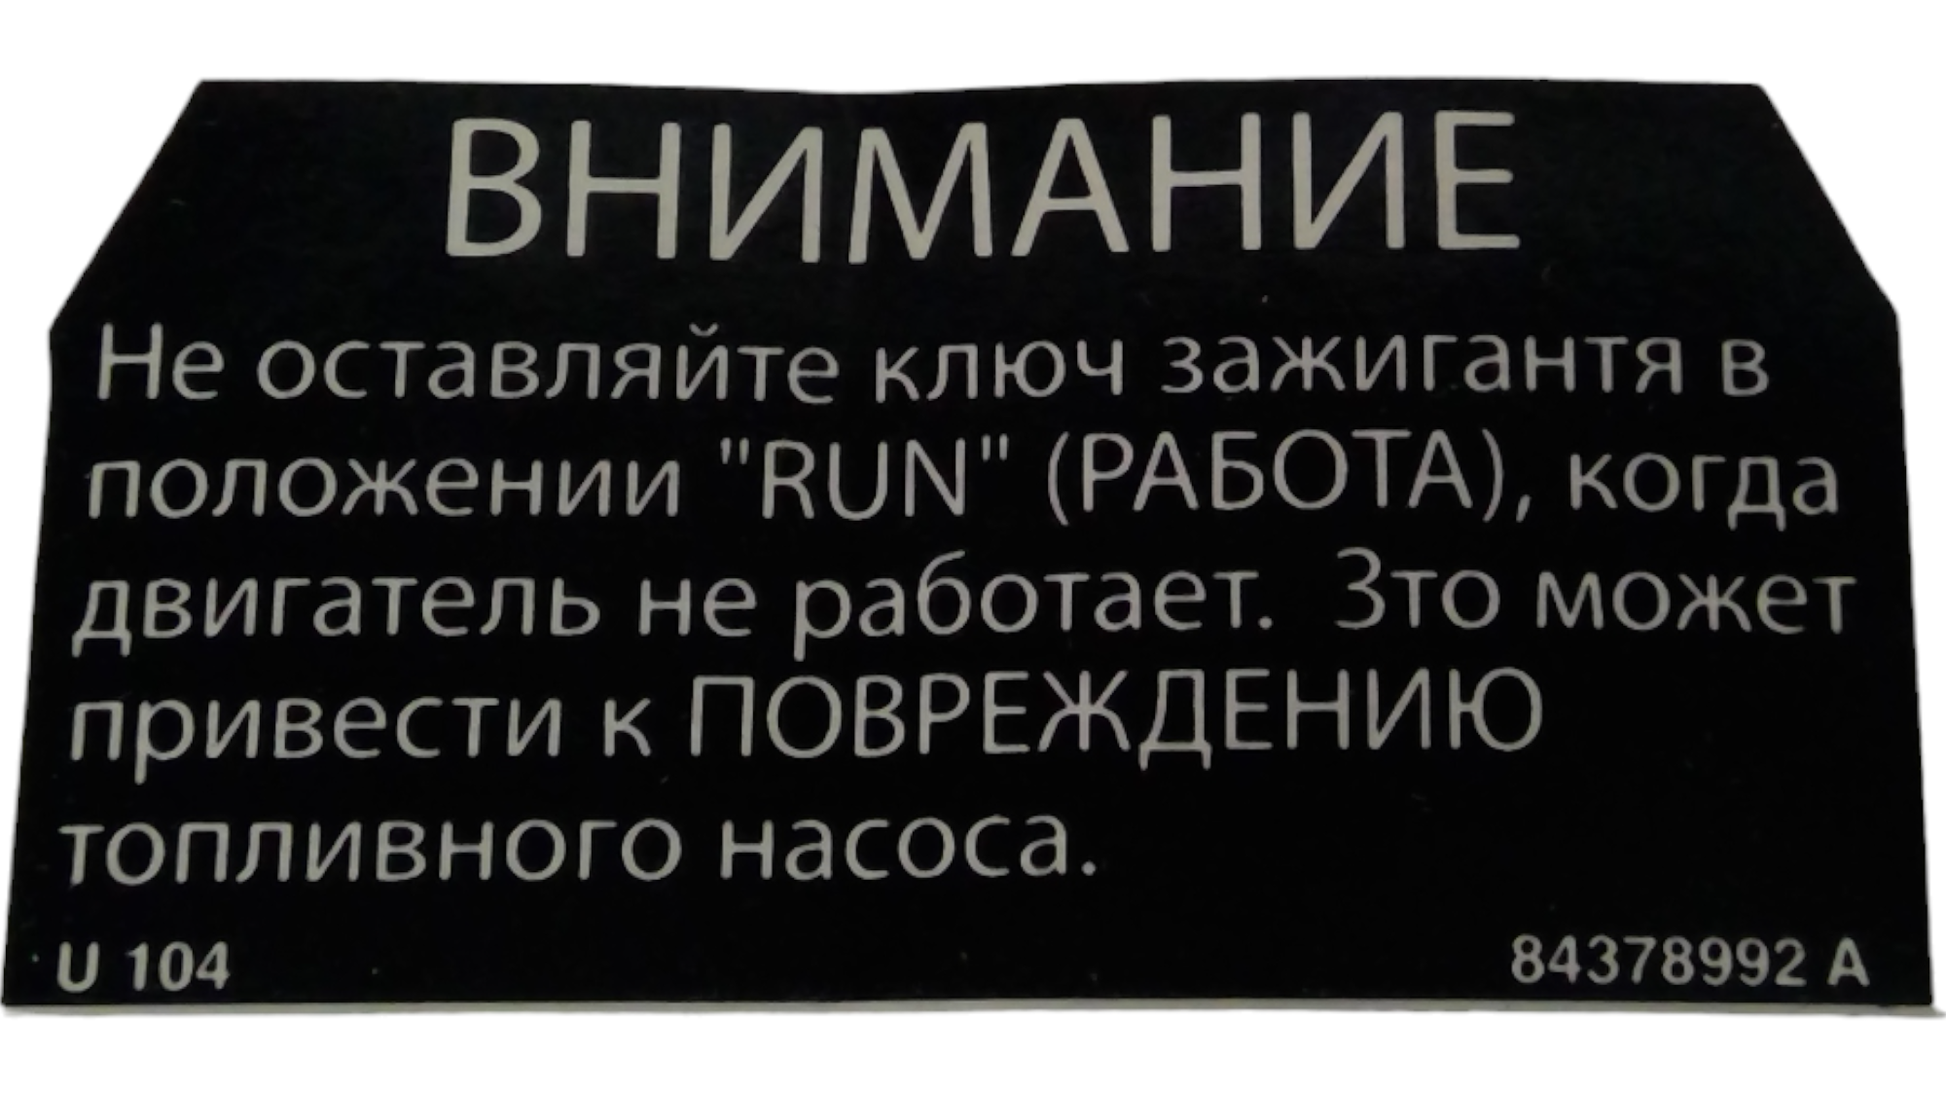 ВНИМАНИЕ
Не оставляйте ключ зажигантя в
положении "RUN" (РАБОТА), когда
двигатель не работает. Зто может
привести к ПОВРЕЖДЕНИЮ
топливного насоса.
U 104 84378992 A